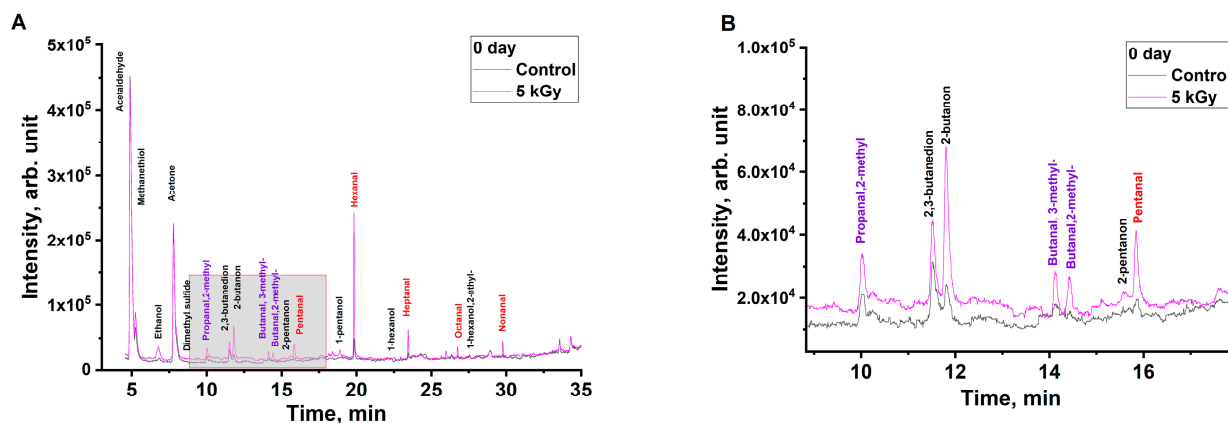 A
Intensity, arb. unit
5x10⁵
4x10⁵
3x10⁵
2x10⁵
1x10⁵
0
Acetaldehyde
Methanethiol
Ethanol
Acetone
Dimethyl sulfide
Propanal,2-methyl
2,3-butanedion
2-butanon
Butanal, 3-methyl-
Butanal,2-methyl-
2-pentanon
Pentanal
1-pentanol
Hexanal
1-hexanol
Heptanal
Octanal
1-hexanol,2-ethyl-
Nonanal
0 day
Control
5 kGy
5 10 15 20 25 30 35
Time, min
B
Intensity, arb. unit
1.0x10⁵
8.0x10⁴
6.0x10⁴
4.0x10⁴
2.0x10⁴
Propanal,2-methyl
2,3-butanedion
2-butanon
Butanal, 3-methyl-
Butanal,2-methyl-
2-pentanon
Pentanal
0 day
Control
5 kGy
10 12 14 16
Time, min